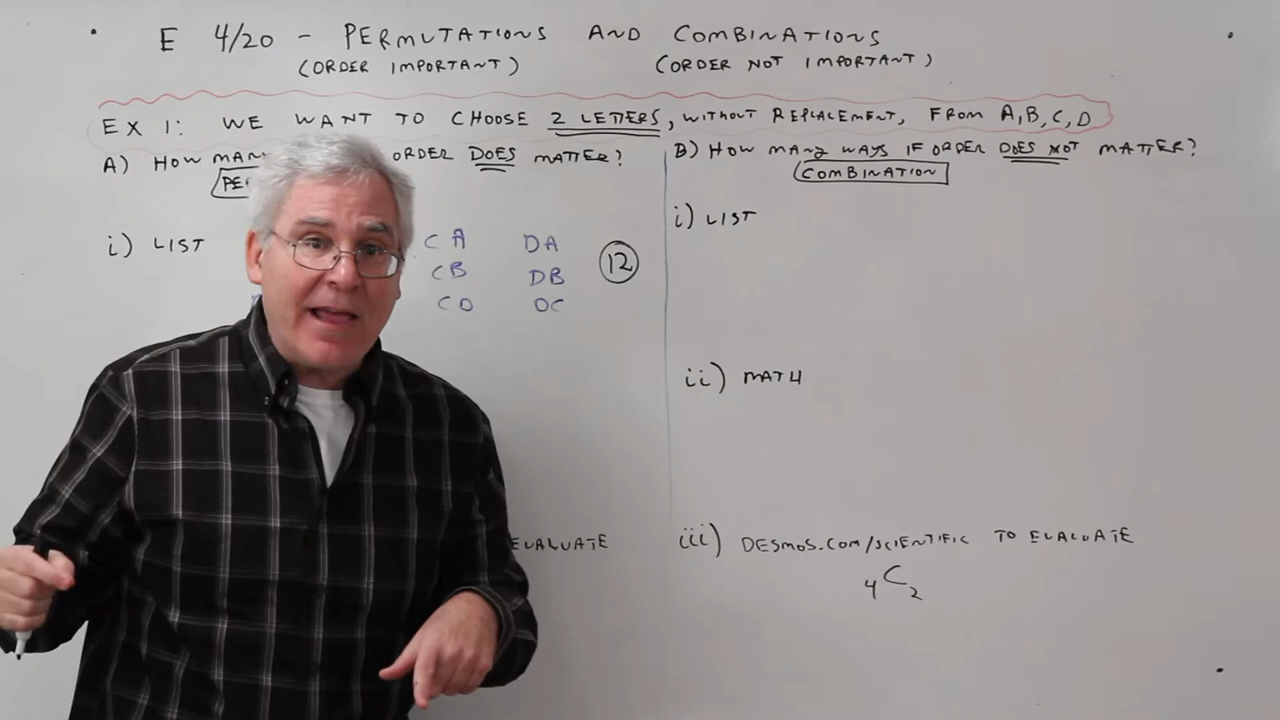 E 4/20 - PERMUTATIONS AND COMBINATIONS
(ORDER IMPORTANT) (ORDER NOT IMPORTANT)
EX 1: WE WANT TO CHOOSE 2 LETTERS, WITHOUT REPLACEMENT, FROM A,B,C,D
A) HOW ORDER DOES MATTER?
i) LIST
CA DA
CB DB
CD DC
12
EVALUATE
B) HOW MANY WAYS IF ORDER DOES NOT MATTER?
COMBINATION
i) LIST
ii) MATH
iii) DESMOS.COM/SCIENTIFIC TO EVALUATE
4C2